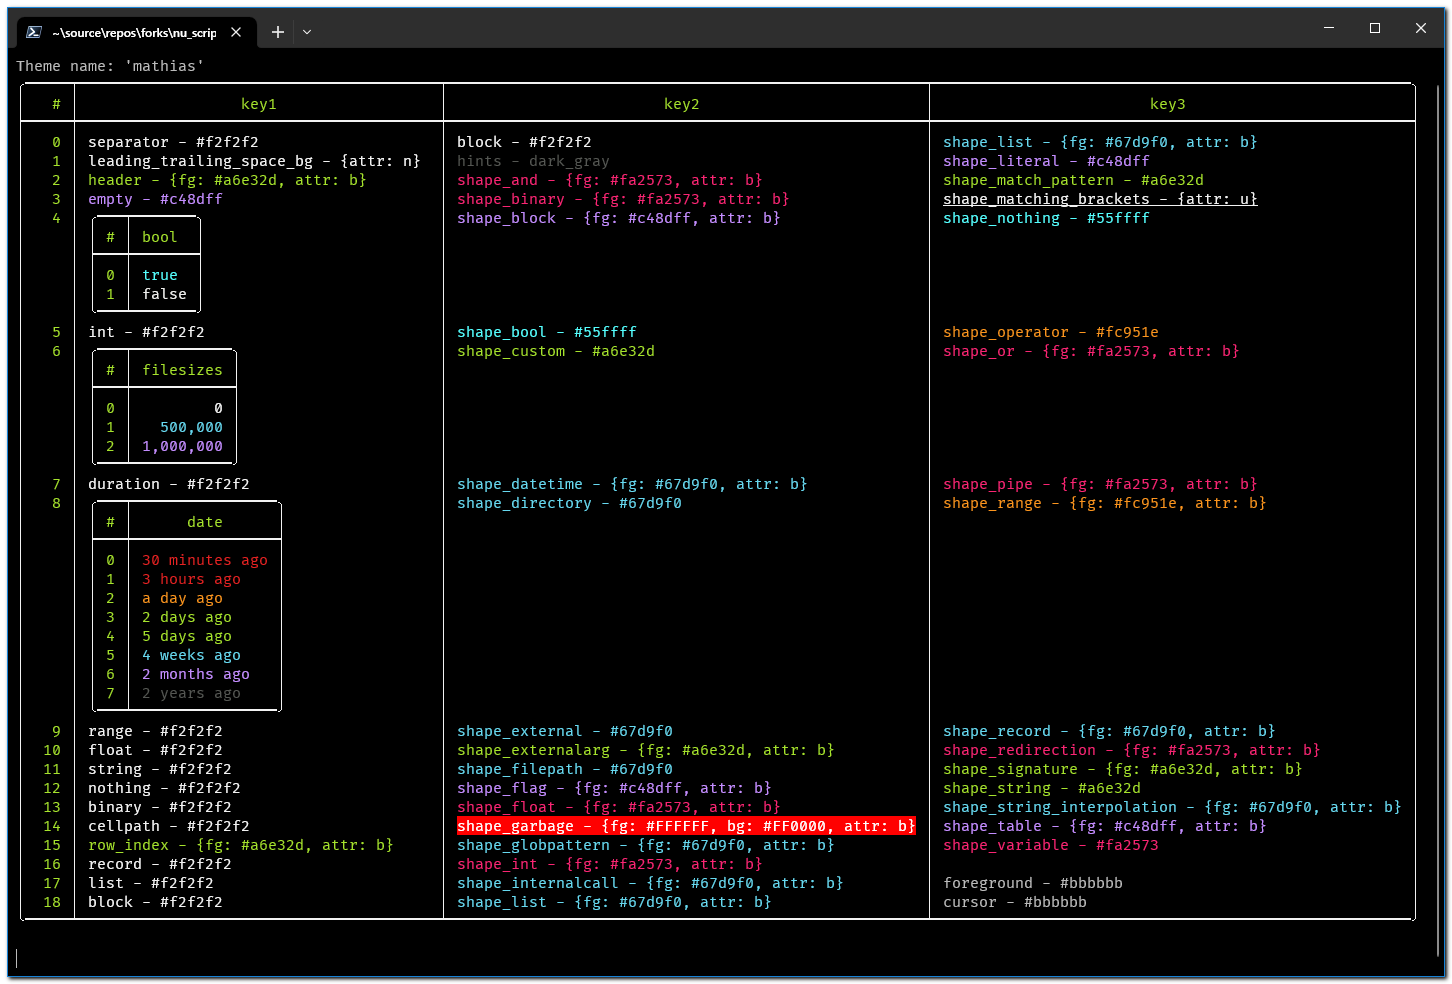 ~\source\repos\forks\nu_scrip
Theme name: 'mathias'
# key1 key2 key3
0 separator - #f2f2f2 block - #f2f2f2 shape_list - {fg: #67d9f0, attr: b}
1 leading_trailing_space_bg - {attr: n} hints - dark_gray shape_literal - #c48dff
2 header - {fg: #a6e32d, attr: b} shape_and - {fg: #fa2573, attr: b} shape_match_pattern - #a6e32d
3 empty - #c48dff shape_binary - {fg: #fa2573, attr: b} shape_matching_brackets - {attr: u}
4 shape_block - {fg: #c48dff, attr: b} shape_nothing - #55ffff
# bool
0 true
1 false
5 int - #f2f2f2 shape_bool - #55ffff shape_operator - #fc951e
6 shape_custom - #a6e32d shape_or - {fg: #fa2573, attr: b}
# filesizes
0 0
1 500,000
2 1,000,000
7 duration - #f2f2f2 shape_datetime - {fg: #67d9f0, attr: b} shape_pipe - {fg: #fa2573, attr: b}
8 shape_directory - #67d9f0 shape_range - {fg: #fc951e, attr: b}
# date
0 30 minutes ago
1 3 hours ago
2 a day ago
3 2 days ago
4 5 days ago
5 4 weeks ago
6 2 months ago
7 2 years ago
9 range - #f2f2f2 shape_external - #67d9f0 shape_record - {fg: #67d9f0, attr: b}
10 float - #f2f2f2 shape_externalarg - {fg: #a6e32d, attr: b} shape_redirection - {fg: #fa2573, attr: b}
11 string - #f2f2f2 shape_filepath - #67d9f0 shape_signature - {fg: #a6e32d, attr: b}
12 nothing - #f2f2f2 shape_flag - {fg: #c48dff, attr: b} shape_string - #a6e32d
13 binary - #f2f2f2 shape_float - {fg: #fa2573, attr: b} shape_string_interpolation - {fg: #67d9f0, attr: b}
14 cellpath - #f2f2f2 shape_garbage - {fg: #FFFFFF, bg: #FF0000, attr: b} shape_table - {fg: #c48dff, attr: b}
15 row_index - {fg: #a6e32d, attr: b} shape_globpattern - {fg: #67d9f0, attr: b} shape_variable - #fa2573
16 record - #f2f2f2 shape_int - {fg: #fa2573, attr: b}
17 list - #f2f2f2 shape_internalcall - {fg: #67d9f0, attr: b} foreground - #bbbbbb
18 block - #f2f2f2 shape_list - {fg: #67d9f0, attr: b} cursor - #bbbbbb